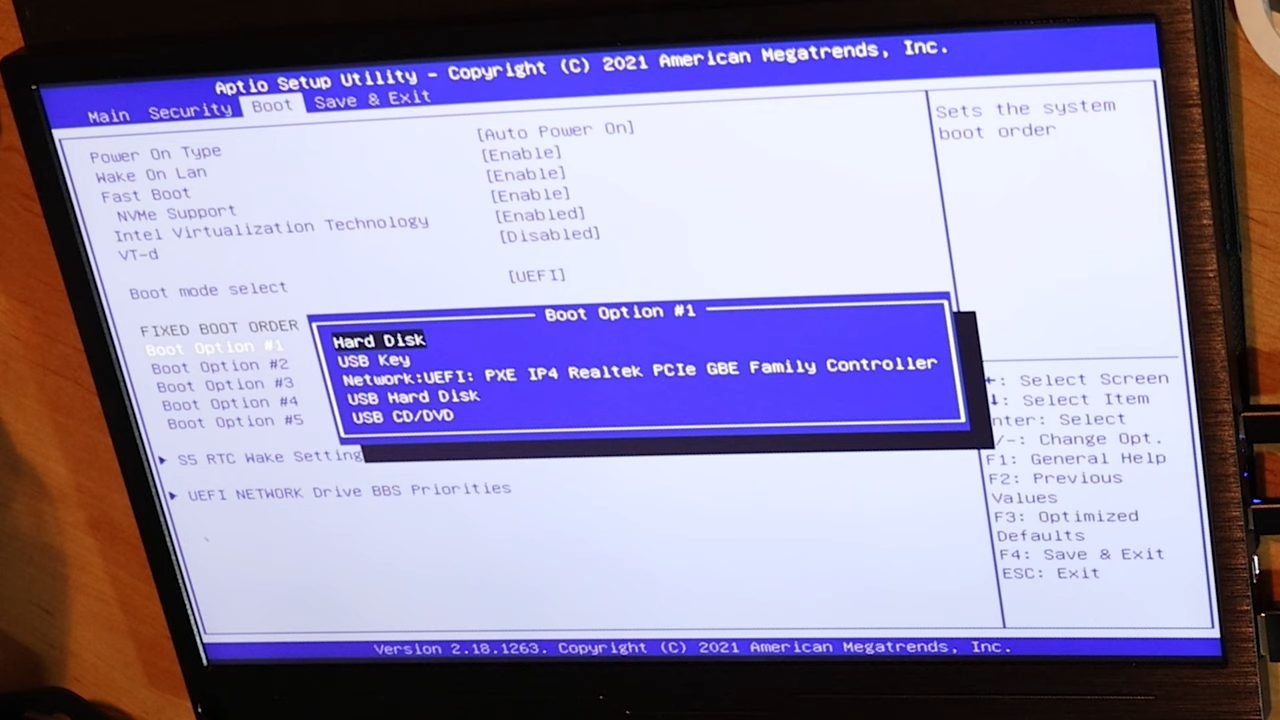 Aptio Setup Utility - Copyright (C) 2021 American Megatrends, Inc.
Main Security Boot Save & Exit
Power On Type [Auto Power On]
Wake On Lan [Enable]
Fast Boot [Enable]
NVMe Support [Enable]
Intel Virtualization Technology [Enabled]
VT-d [Disabled]
Boot mode select [UEFI]
FIXED BOOT ORDER
Boot Option #1
Boot Option #2
Boot Option #3
Boot Option #4
Boot Option #5
S5 RTC Wake Setting
UEFI NETWORK Drive BBS Priorities
Boot Option #1
Hard Disk
USB Key
Network:UEFI: PXE IP4 Realtek PCIe GBE Family Controller
USB Hard Disk
USB CD/DVD
Sets the system
boot order
←: Select Screen
↓: Select Item
nter: Select
/-: Change Opt.
F1: General Help
F2: Previous
Values
F3: Optimized
Defaults
F4: Save & Exit
ESC: Exit
Version 2.18.1263. Copyright (C) 2021 American Megatrends, Inc.